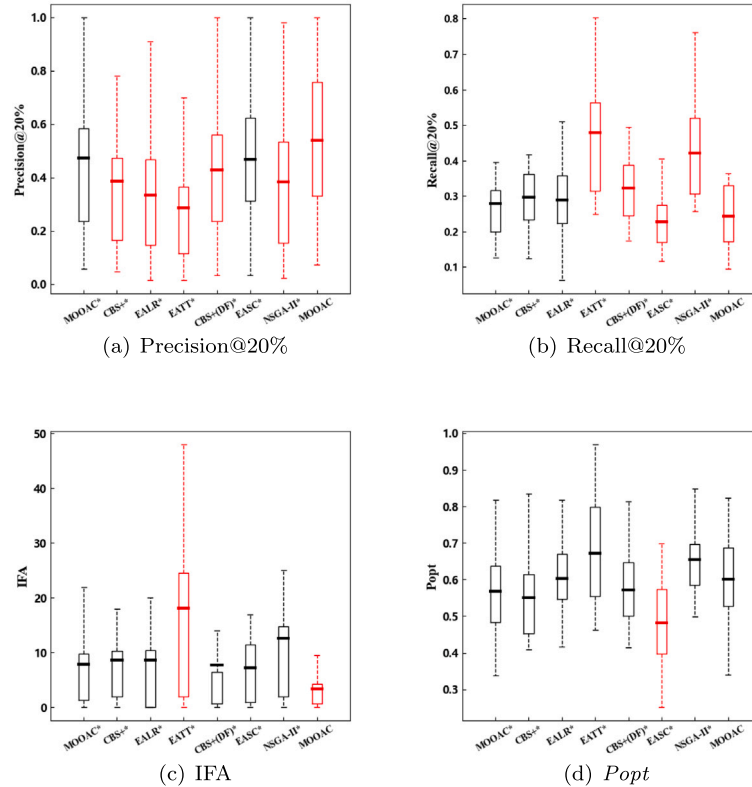 Precision@20%
1.0
0.8
0.6
0.4
0.2
0.0
MOOAC* CBS+* EALR* EATT* CBS+(DF)* EASC* NSGA-II* MOOAC
(a) Precision@20%
Recall@20%
0.8
0.7
0.6
0.5
0.4
0.3
0.2
0.1
MOOAC* CBS+* EALR* EATT* CBS+(DF)* EASC* NSGA-II* MOOAC
(b) Recall@20%
IFA
50
40
30
20
10
0
MOOAC* CBS+* EALR* EATT* CBS+(DF)* EASC* NSGA-II* MOOAC
(c) IFA
Popt
1.0
0.9
0.8
0.7
0.6
0.5
0.4
0.3
MOOAC* CBS+* EALR* EATT* CBS+(DF)* EASC* NSGA-II* MOOAC
(d) Popt